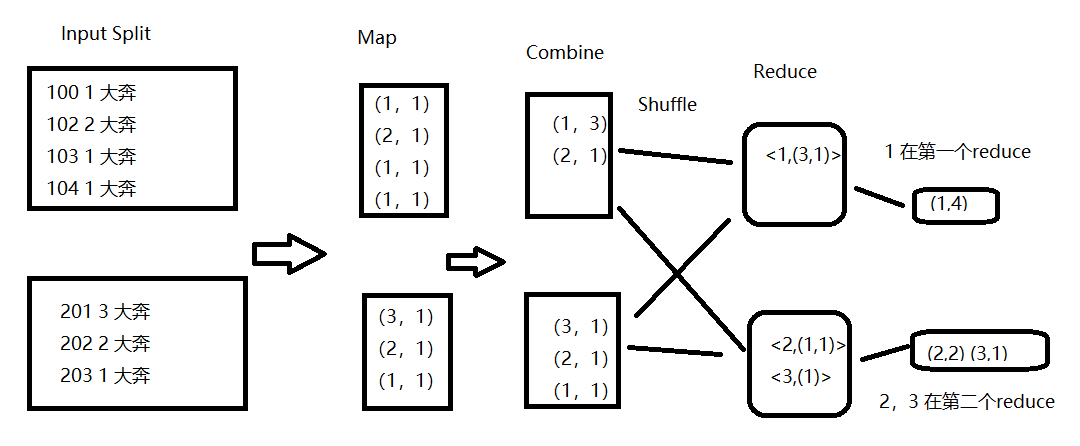 Input Split
100 1 大奔
102 2 大奔
103 1 大奔
104 1 大奔
201 3 大奔
202 2 大奔
203 1 大奔
Map
(1，1)
(2，1)
(1，1)
(1，1)
(3，1)
(2，1)
(1，1)
Combine
(1，3)
(2，1)
(3，1)
(2，1)
(1，1)
Shuffle
Reduce
<1,(3,1)>
<2,(1,1)>
<3,(1)>
1 在第一个reduce
(1,4)
(2,2) (3,1)
2，3 在第二个reduce